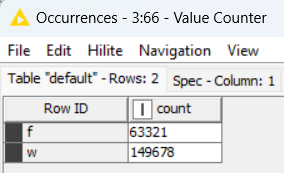 Occurrences - 3:66 - Value Counter
File Edit Hilite Navigation View
Table "default" - Rows: 2 Spec - Column: 1
Row ID I count
f 63321
w 149678